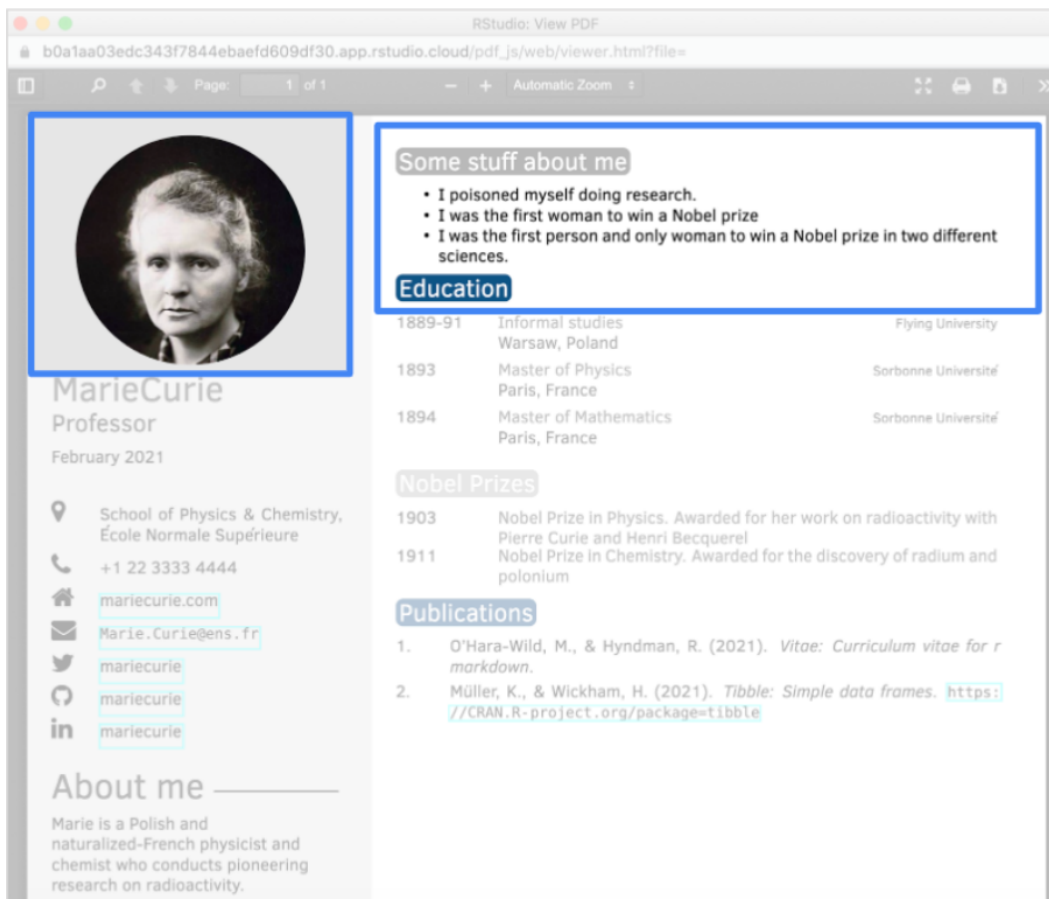 RStudio: View PDF
b0a1aa03edc343f7844ebaefd609df30.app.rstudio.cloud/pdf_js/web/viewer.html?file=
Page: 1 of 1 Automatic Zoom
MarieCurie
Professor
February 2021
School of Physics & Chemistry,
École Normale Supérieure
+1 22 3333 4444
mariecurie.com
Marie.Curie@ens.fr
mariecurie
mariecurie
mariecurie
About me
Marie is a Polish and
naturalized-French physicist and
chemist who conducts pioneering
research on radioactivity.
Some stuff about me
• I poisoned myself doing research.
• I was the first woman to win a Nobel prize
• I was the first person and only woman to win a Nobel prize in two different
sciences.
Education
1889-91 Informal studies Flying University
Warsaw, Poland
1893 Master of Physics Sorbonne Université
Paris, France
1894 Master of Mathematics Sorbonne Université
Paris, France
Nobel Prizes
1903 Nobel Prize in Physics. Awarded for her work on radioactivity with
Pierre Curie and Henri Becquerel
1911 Nobel Prize in Chemistry. Awarded for the discovery of radium and
polonium
Publications
1. O'Hara-Wild, M., & Hyndman, R. (2021). Vitae: Curriculum vitae for r
markdown.
2. Müller, K., & Wickham, H. (2021). Tibble: Simple data frames. https:
//CRAN.R-project.org/package=tibble